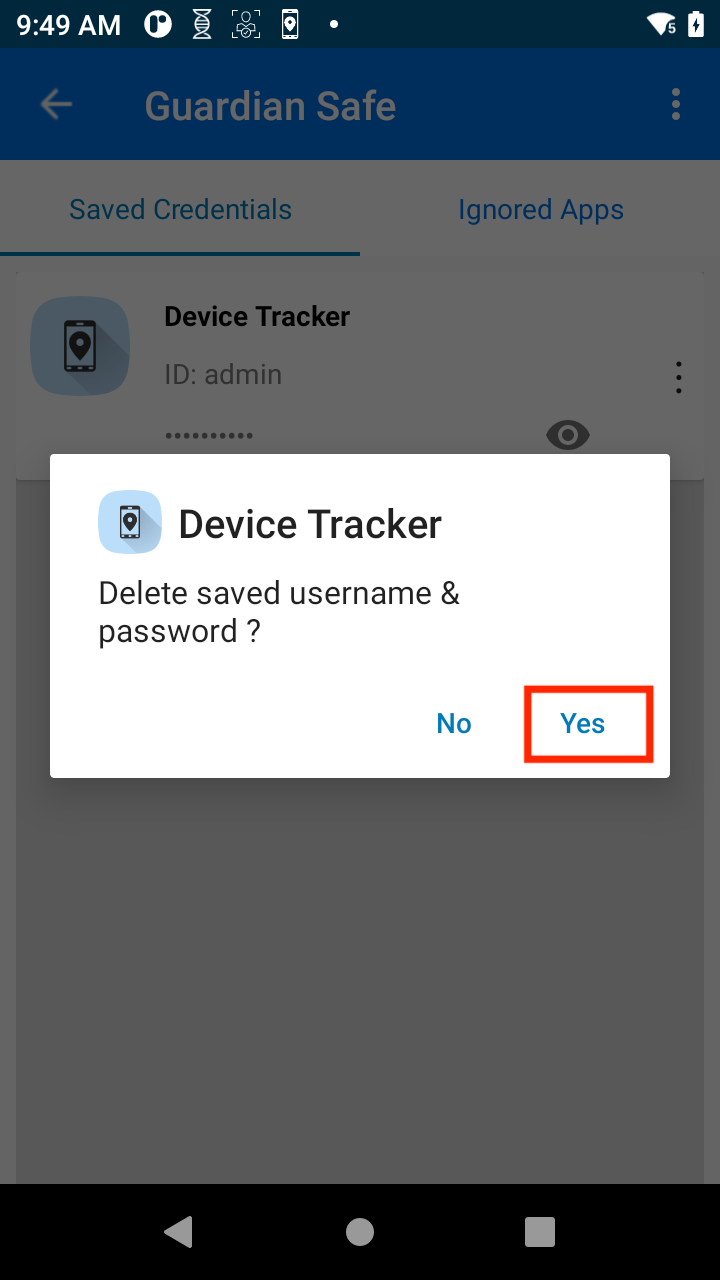 9:49 AM
5
Guardian Safe
Saved Credentials
Ignored Apps
Device Tracker
ID: admin
••••••••••
Device Tracker
Delete saved username &
password ?
No
Yes